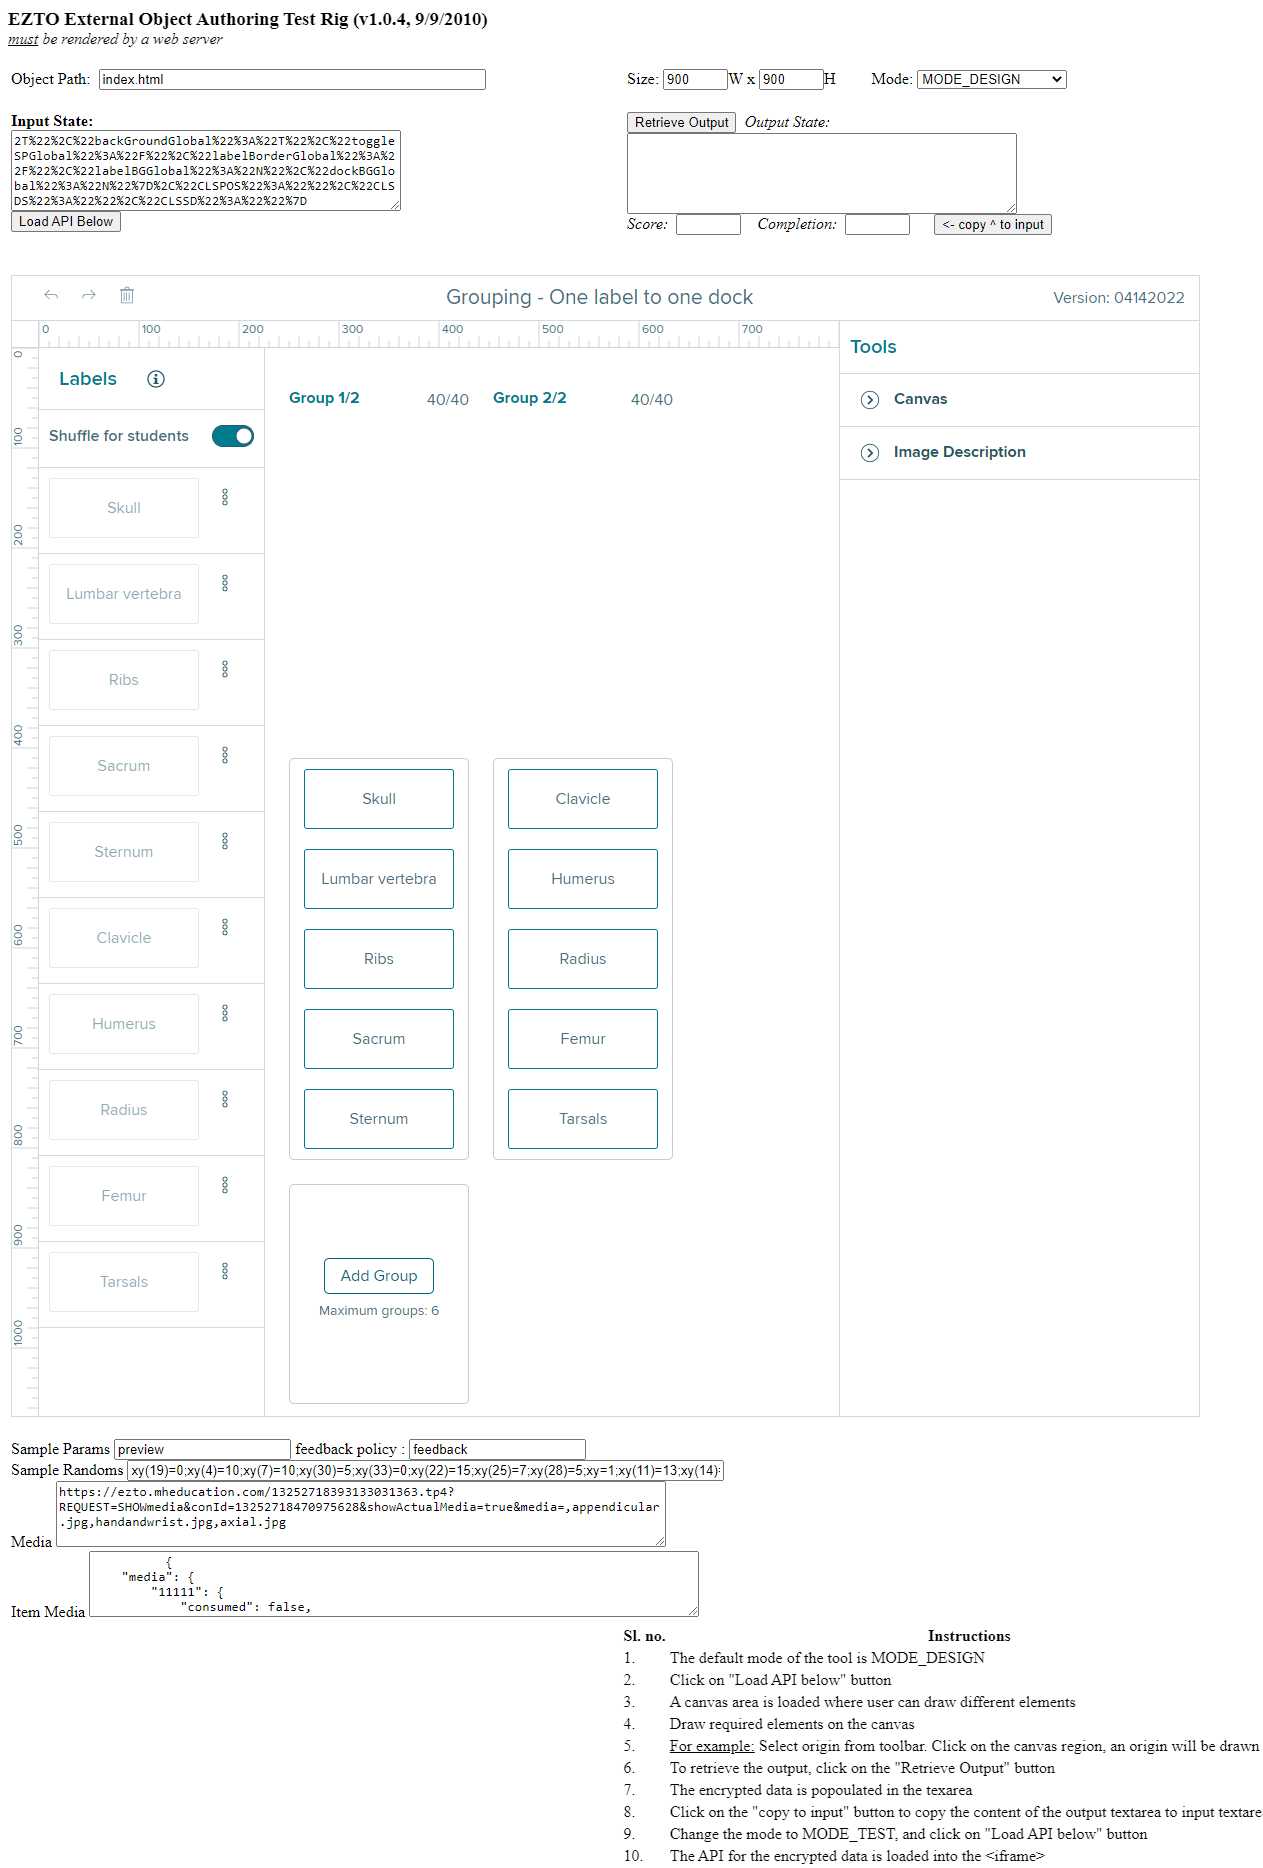 EZTO External Object Authoring Test Rig (v1.0.4, 9/9/2010)
must be rendered by a web server
Object Path: index.html
Size: 900 W x 900 H Mode: MODE_DESIGN
Input State:
2T%22%2C%22backGroundGlobal%22%3A%22T%22%2C%22toggle
SPGlobal%22%3A%22F%22%2C%22labelBorderGlobal%22%3A%2
2F%22%2C%22labelBGGlobal%22%3A%22N%22%2C%22dockBGGlo
bal%22%3A%22N%22%7D%2C%22CLSPOS%22%3A%22%22%2C%22CLS
DS%22%3A%22%22%2C%22CLSSD%22%3A%22%22%7D
Load API Below
Retrieve Output Output State:
Score: Completion: <- copy ^ to input
Grouping - One label to one dock
Version: 04142022
0 100 200 300 400 500 600 700
0 100 200 300 400 500 600 700 800 900 1000
Labels
Shuffle for students
Skull
Lumbar vertebra
Ribs
Sacrum
Sternum
Clavicle
Humerus
Radius
Femur
Tarsals
Group 1/2 40/40
Skull
Lumbar vertebra
Ribs
Sacrum
Sternum
Group 2/2 40/40
Clavicle
Humerus
Radius
Femur
Tarsals
Add Group
Maximum groups: 6
Tools
Canvas
Image Description
Sample Params preview feedback policy : feedback
Sample Randoms xy(19)=0;xy(4)=10;xy(7)=10;xy(30)=5;xy(33)=0;xy(22)=15;xy(25)=7;xy(28)=5;xy=1;xy(11)=13;xy(14)
https://ezto.mheducation.com/13252718393133031363.tp4?
REQUEST=SHOWmedia&conId=13252718470975628&showActualMedia=true&media=,appendicular
.jpg,handandwrist.jpg,axial.jpg
Media
{
"media": {
"11111": {
"consumed": false,
Item Media
Sl. no. Instructions
1. The default mode of the tool is MODE_DESIGN
2. Click on "Load API below" button
3. A canvas area is loaded where user can draw different elements
4. Draw required elements on the canvas
5. For example: Select origin from toolbar. Click on the canvas region, an origin will be drawn
6. To retrieve the output, click on the "Retrieve Output" button
7. The encrypted data is popoulated in the texarea
8. Click on the "copy to input" button to copy the content of the output textarea to input textare
9. Change the mode to MODE_TEST, and click on "Load API below" button
10. The API for the encrypted data is loaded into the <iframe>